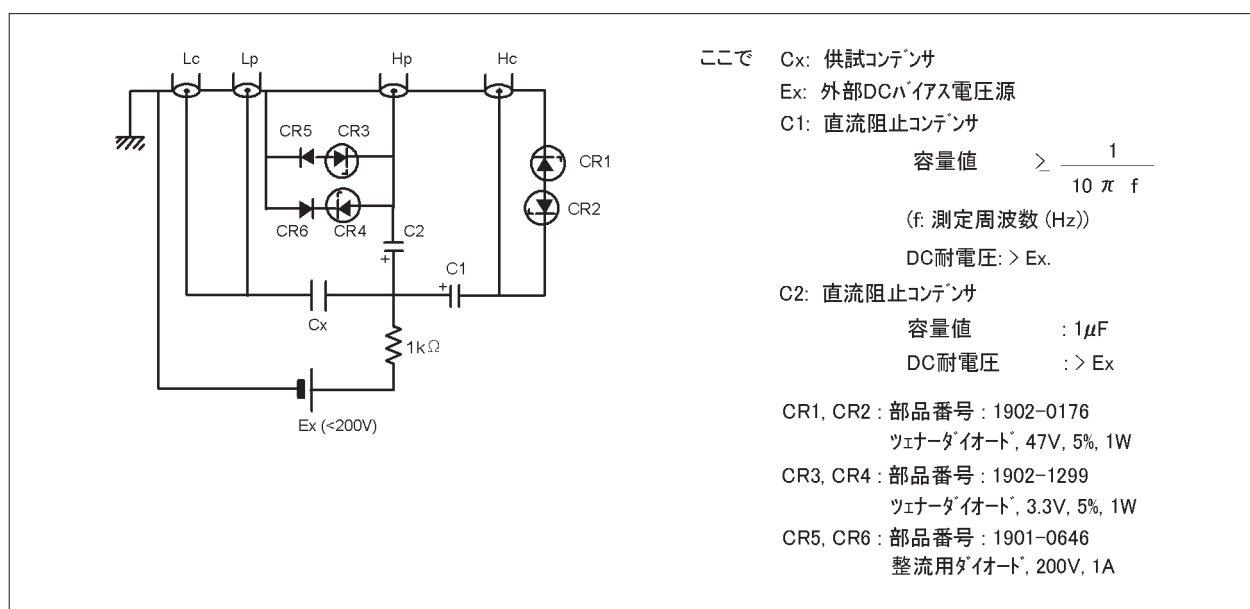 Lc Lp Hp Hc
CR5 CR3
CR1
CR2
CR6 CR4 C2
+
C1
+
Cx
1kΩ
Ex (<200V)
ここで Cx: 供試コンデンサ
Ex: 外部DCバイアス電圧源
C1: 直流阻止コンデンサ
容量値 ≥ 1
10 π f
(f: 測定周波数 (Hz))
DC耐電圧: > Ex.
C2: 直流阻止コンデンサ
容量値 : 1μF
DC耐電圧 : > Ex
CR1, CR2 : 部品番号 : 1902-0176
ツェナーダイオード, 47V, 5%, 1W
CR3, CR4 : 部品番号 : 1902-1299
ツェナーダイオード, 3.3V, 5%, 1W
CR5, CR6 : 部品番号 : 1901-0646
整流用ダイオード, 200V, 1A